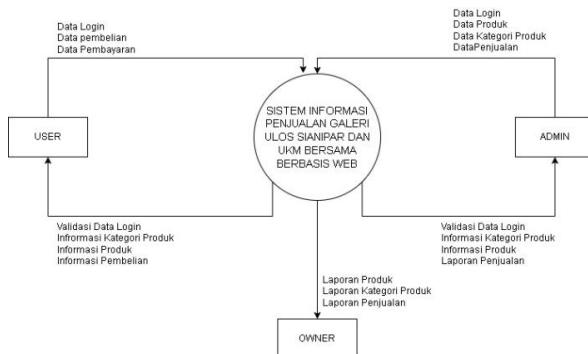 Data Login
Data pembelian
Data Pembayaran
Data Login
Data Produk
Data Kategori Produk
DataPenjualan
USER
SISTEM INFORMASI
PENJUALAN GALERI
ULOS SIANIPAR DAN
UKM BERSAMA
BERBASIS WEB
ADMIN
Validasi Data Login
Infrormasi Kategori Produk
Informasi Produk
Informasi Pembelian
Validasi Data Login
Informasi Kategori Produk
Informasi Produk
Laporan Penjualan
Laporan Produk
Laporan Kategori Produk
Laporan Penjualan
OWNER